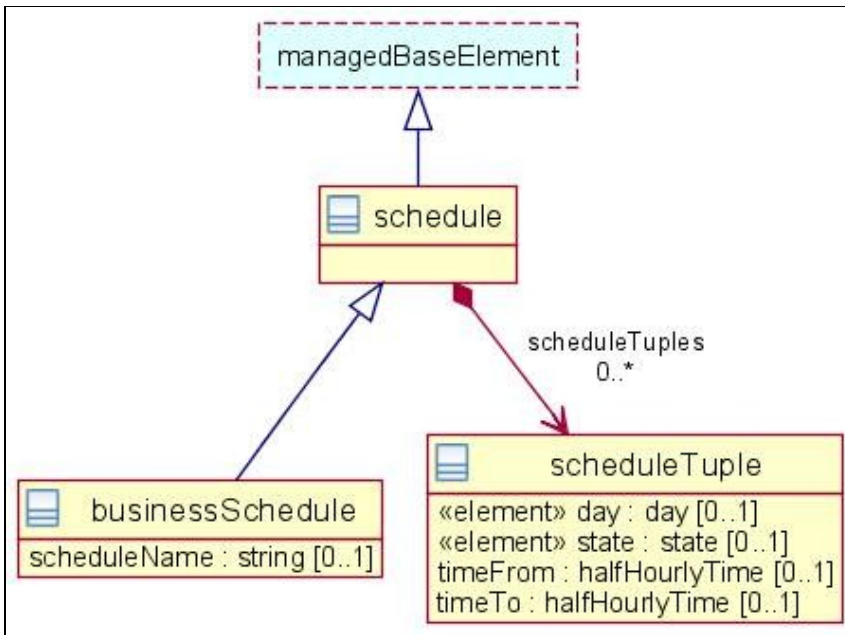 managedBaseElement
schedule
scheduleTuples
0..*
businessSchedule
scheduleName : string [0..1]
scheduleTuple
«element» day : day [0..1]
«element» state : state [0..1]
timeFrom : halfHourlyTime [0..1]
timeTo : halfHourlyTime [0..1]